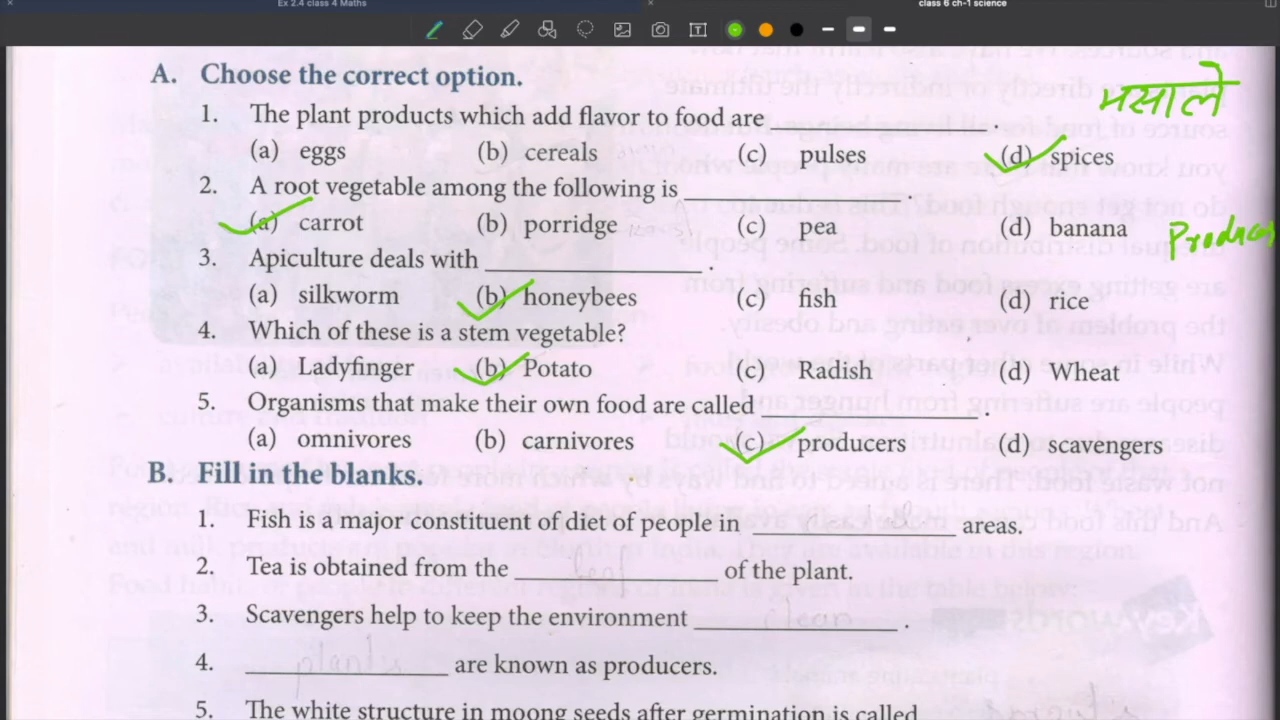 Ex 2.4 class 4 Maths
class 6 ch-1 science
A. Choose the correct option.
मसाले
1. The plant products which add flavor to food are
(a) eggs (b) cereals (c) pulses (d) spices
2. A root vegetable among the following is .
(a) carrot (b) porridge (c) pea (d) banana
3. Apiculture deals with .
(a) silkworm (b) honeybees (c) fish (d) rice
4. Which of these is a stem vegetable?
(a) Ladyfinger (b) Potato (c) Radish (d) Wheat
5. Organisms that make their own food are called .
(a) omnivores (b) carnivores (c) producers (d) scavengers
B. Fill in the blanks.
1. Fish is a major constituent of diet of people in areas.
2. Tea is obtained from the leaf of the plant.
3. Scavengers help to keep the environment clean .
4. plants are known as producers.
5. The white structure in moong seeds after germination is called